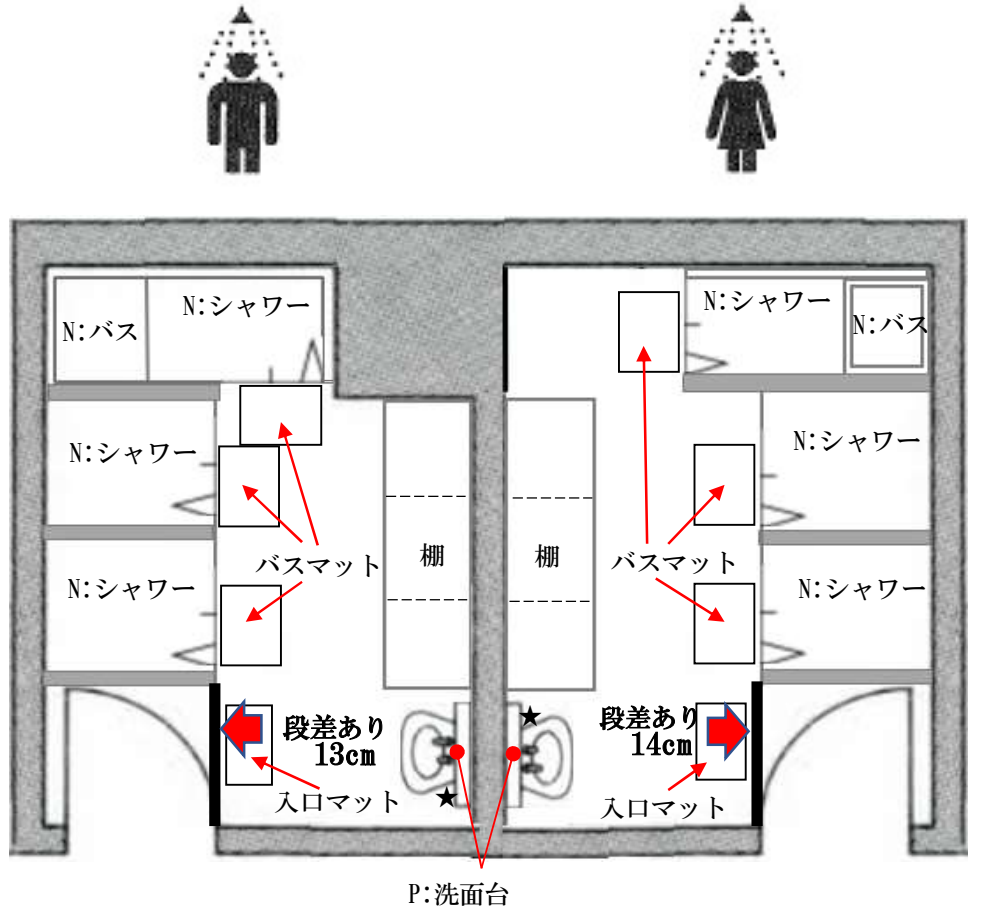 N:バス
N:シャワー
N:シャワー
N:バス
N:シャワー
N:シャワー
バスマット
棚
棚
バスマット
N:シャワー
N:シャワー
段差あり
13cm
段差あり
14cm
入口マット
★
★
入口マット
P:洗面台